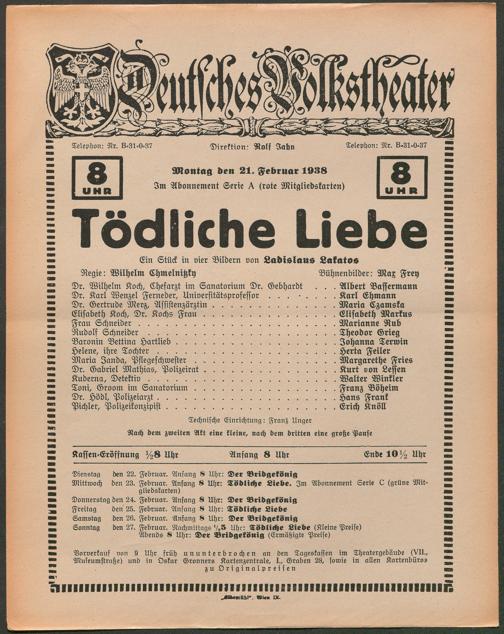 Deutsches Volkstheater
Telephon: Nr. B-31-0-37 Direktion: Rolf Jahn Telephon: Nr. B-31-0-37
8 UHR Montag den 21. Februar 1938 8 UHR
Im Abonnement Serie A (rote Mitgliedskarten)
Tödliche Liebe
Ein Stück in vier Bildern von Ladislaus Lakatos
Regie: Wilhelm Chmelnitzky Bühnenbilder: Max Frey
Dr. Wilhelm Koch, Chefarzt im Sanatorium Dr. Gebhardt . . . Albert Bassermann
Dr. Karl Wenzel Ferneder, Universitätsprofessor . . . . . Karl Ehmann
Dr. Gertrude Merz, Assistenzärztin . . . . . Maria Czamska
Elisabeth Koch, Dr. Kochs Frau . . . . . Elisabeth Markus
Frau Schneider . . . . . Marianne Rub
Rudolf Schneider . . . . . Theodor Grieg
Baronin Bettina Hartlieb . . . . . Johanna Terwin
Helene, ihre Tochter . . . . . Herta Feiler
Maria Janda, Pflegeschwester . . . . . Margarethe Fries
Dr. Gabriel Mathias, Polizeirat . . . . . Kurt von Lessen
Kuderna, Detektiv . . . . . Walter Winkler
Toni, Groom im Sanatorium . . . . . Franz Böheim
Dr. Hödl, Polizeiarzt . . . . . Hans Frank
Pichler, Polizeikonzipist . . . . . Erich Knöll
Technische Einrichtung: Franz Unger
Nach dem zweiten Akt eine kleine, nach dem dritten eine große Pause
Kassen-Eröffnung ½8 Uhr Anfang 8 Uhr Ende 10½ Uhr
Dienstag den 22. Februar. Anfang 8 Uhr: Der Bridgekönig
Mittwoch den 23. Februar. Anfang 8 Uhr: Tödliche Liebe. Im Abonnement Serie C (grüne Mit-
gliedskarten)
Donnerstag den 24. Februar. Anfang 8 Uhr: Der Bridgekönig
Freitag den 25. Februar. Anfang 8 Uhr: Tödliche Liebe
Samstag den 26. Februar. Anfang 8 Uhr: Der Bridgekönig
Sonntag den 27. Februar. Nachmittags ½5 Uhr: Tödliche Liebe (Kleine Preise)
Abends 8 Uhr: Der Bridgekönig (Ermäßigte Preise)
Vorverkauf von 9 Uhr früh ununterbrochen an den Tageskassen im Theatergebäude (VII.,
Museumstraße) und in Oskar Gronners Kartenzentrale, I., Graben 28, sowie in allen Kartenbüros
zu Originalpreisen
„Elbemühl", Wien IX.